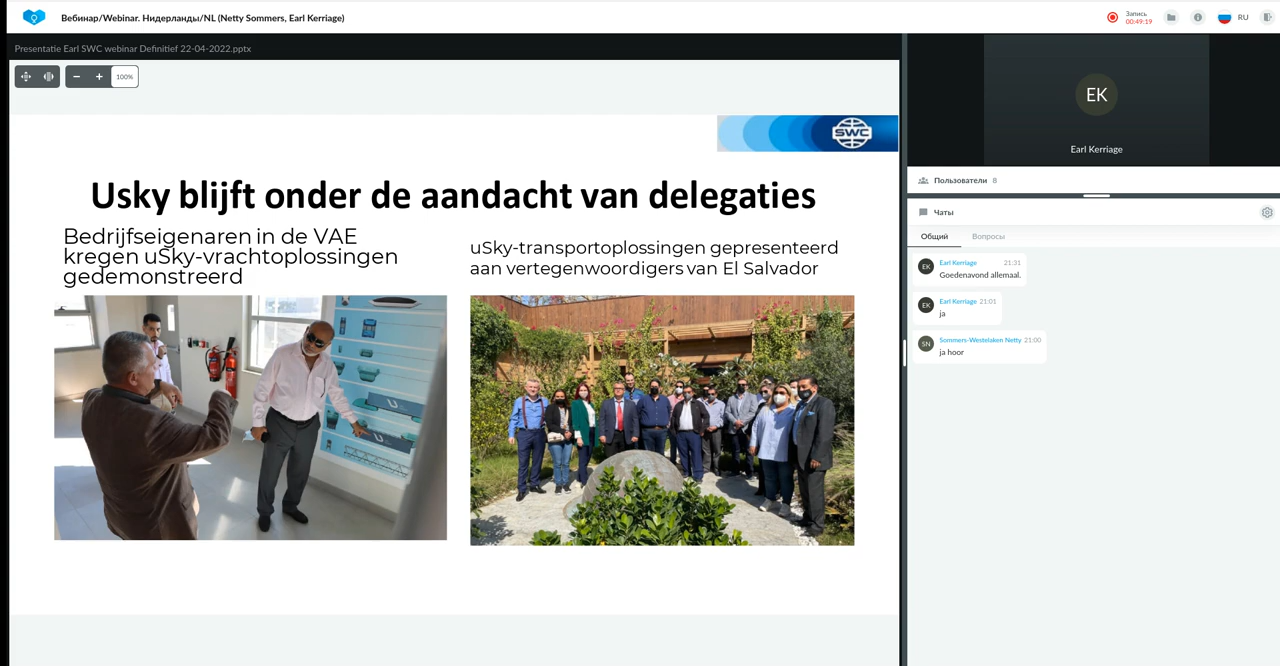 Вебинар/Webinar. Нидерланды/NL (Netty Sommers, Earl Kerriage)
Запись
00:49:19
RU
Presentatie Earl SWC webinar Definitief 22-04-2022.pptx
100%
SWC
Usky blijft onder de aandacht van delegaties
Bedrijfseigenaren in de VAE
kregen uSky-vrachtoplossingen
gedemonstreerd
uSky-transportoplossingen gepresenteerd
aan vertegenwoordigers van El Salvador
EK
Earl Kerriage
Пользователи 8
Чаты
Общий Вопросы
EK Earl Kerriage 21:31
Goedenavond allemaal.
EK Earl Kerriage 21:01
ja
SN Sommers-Westelaken Netty 21:00
ja hoor